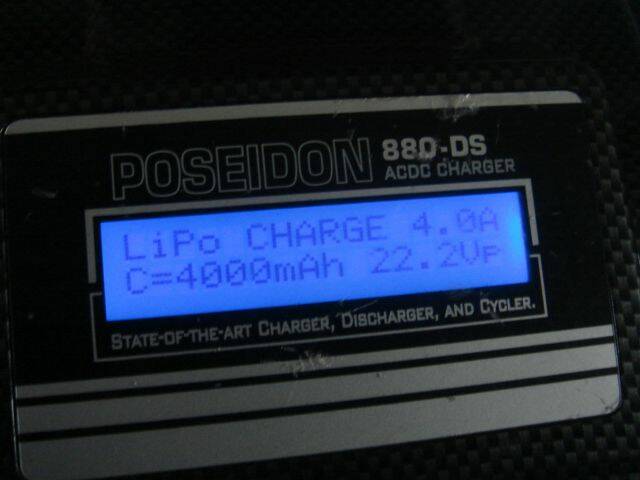 POSEIDON 880-DS
ACDC CHARGER
LiPo CHARGE 4.0A
C=4000mAh 22.2VP
STATE-OF-THE-ART CHARGER, DISCHARGER, AND CYCLER.